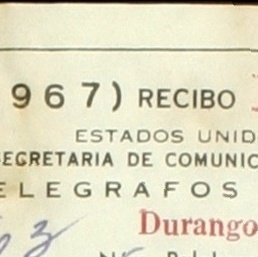 967) RECIBO
ESTADOS UNID
SECRETARIA DE COMUNIC
ELEGRAFOS
Durango